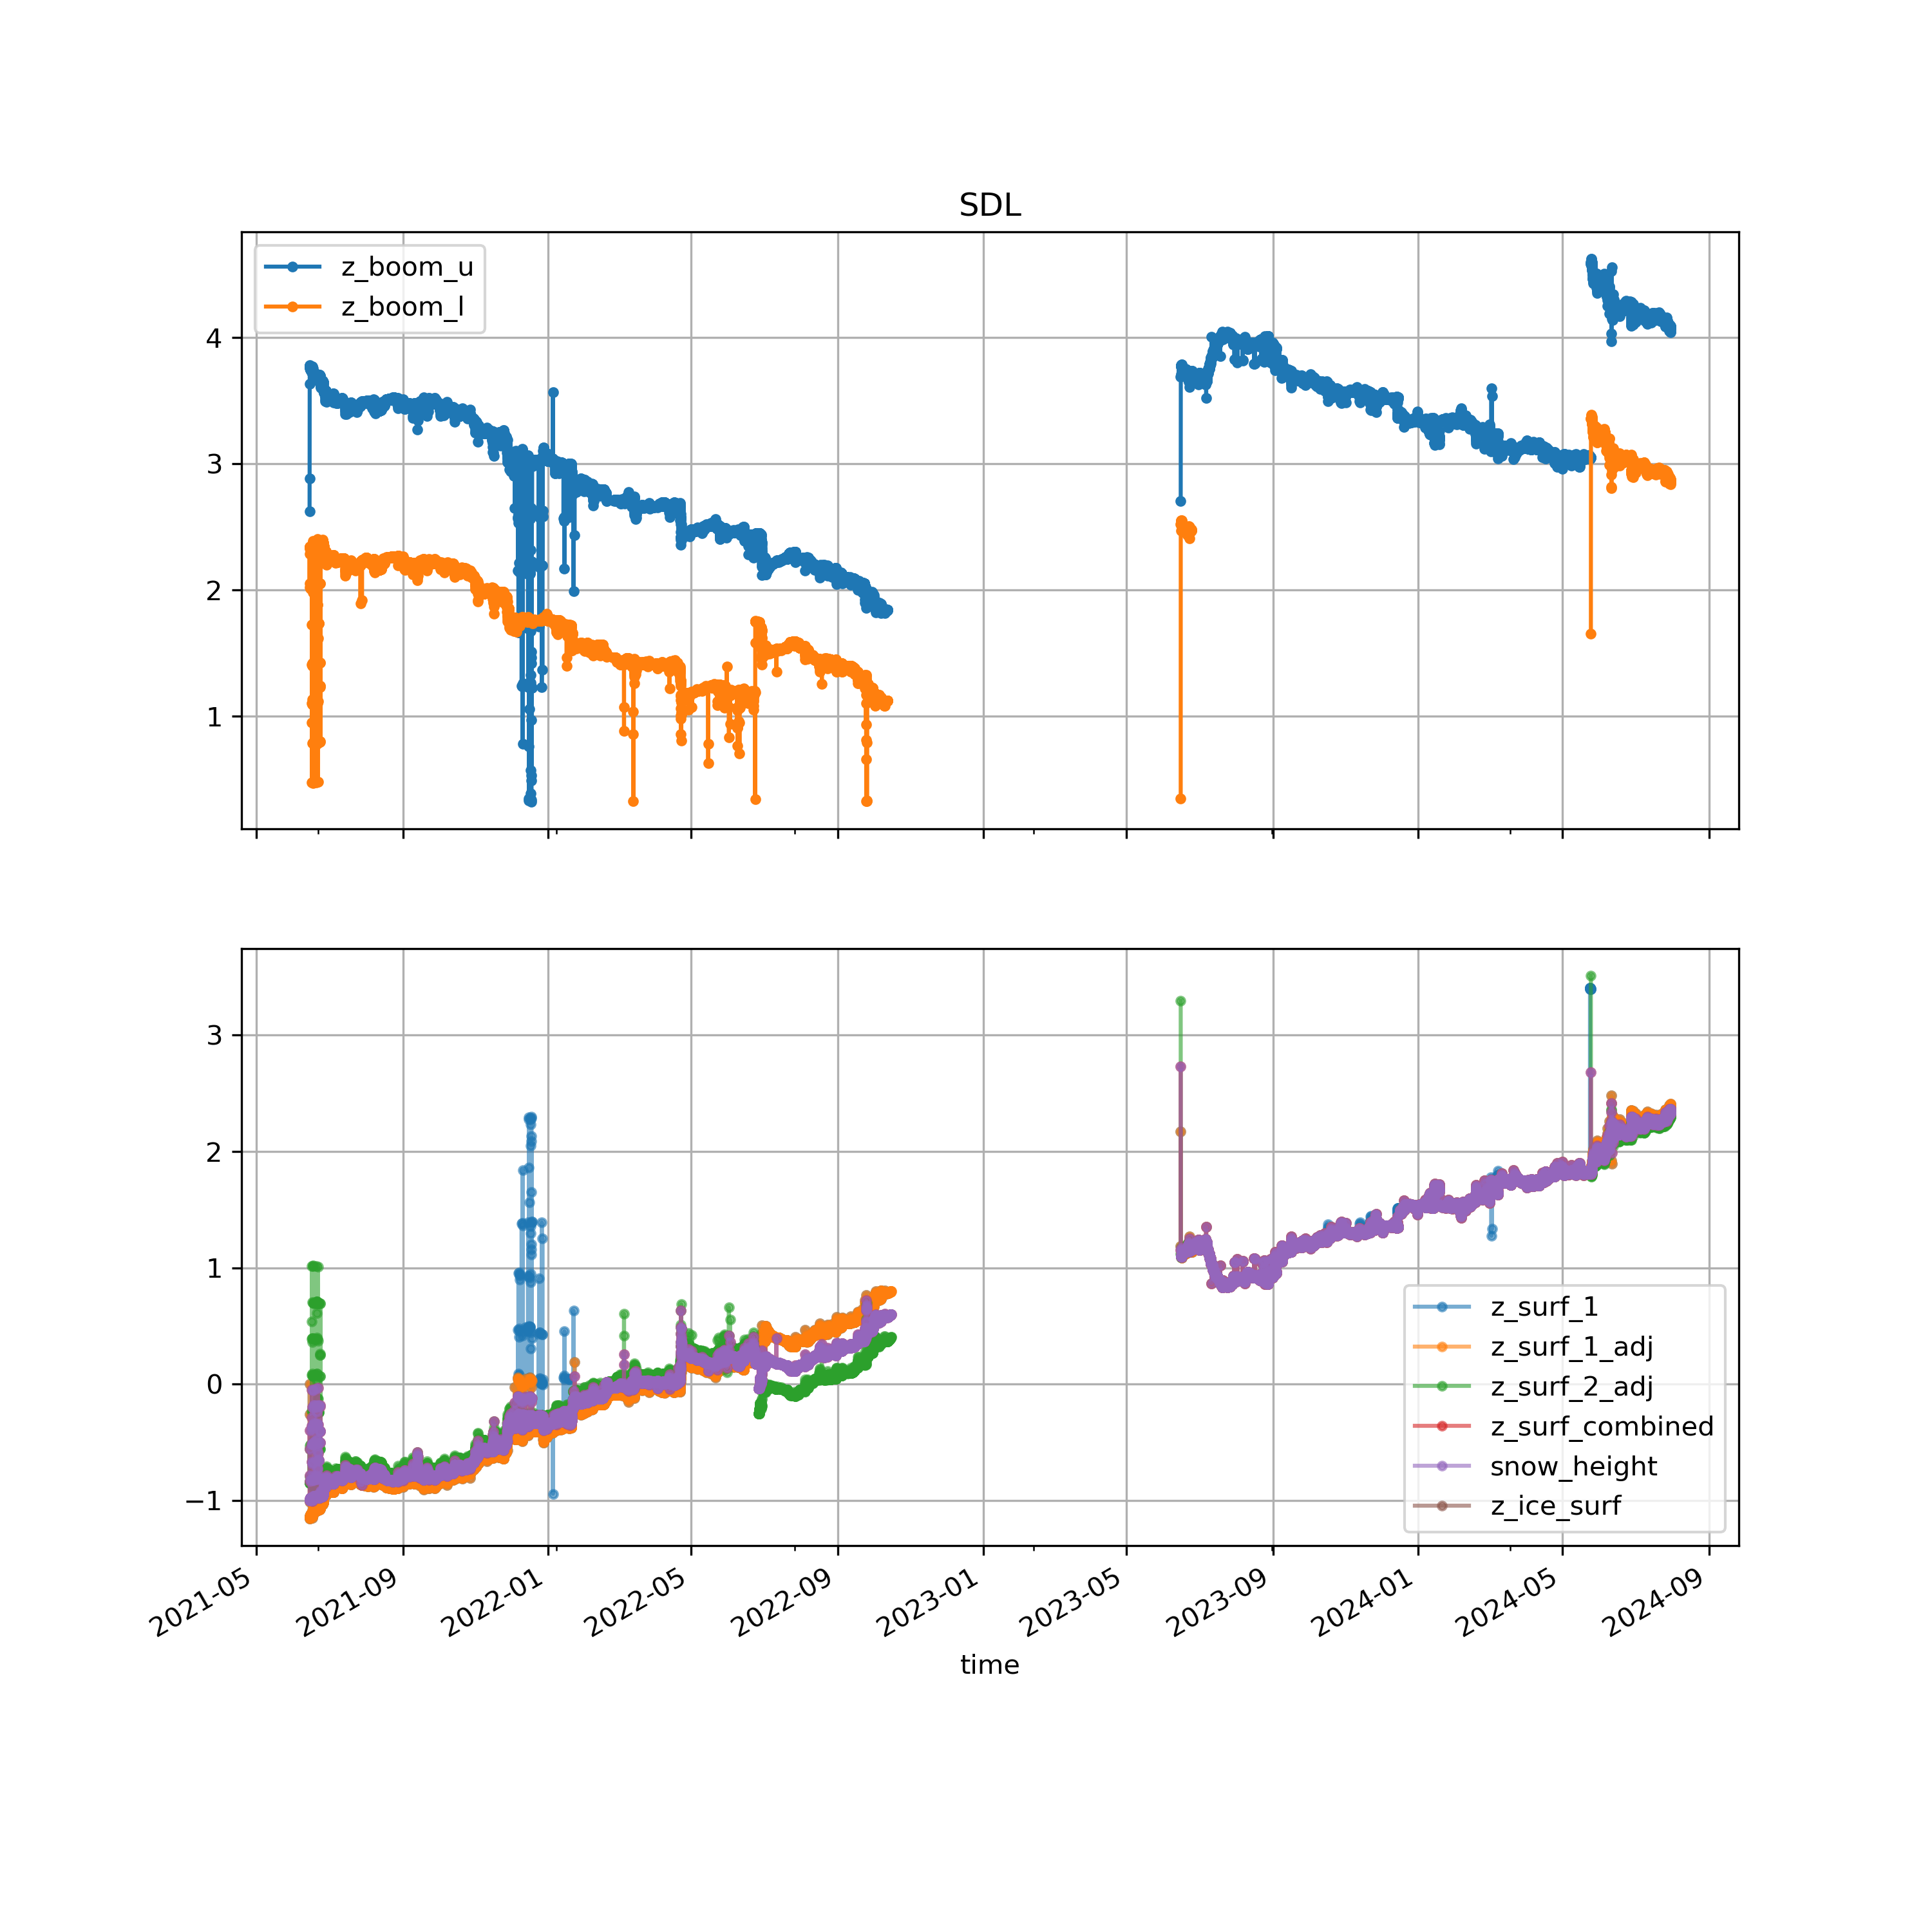 SDL
z_boom_u
z_boom_l
4
3
2
1
3
2
1
0
−1
z_surf_1
z_surf_1_adj
z_surf_2_adj
z_surf_combined
snow_height
z_ice_surf
2021-05
2021-09
2022-01
2022-05
2022-09
2023-01
2023-05
2023-09
2024-01
2024-05
2024-09
time